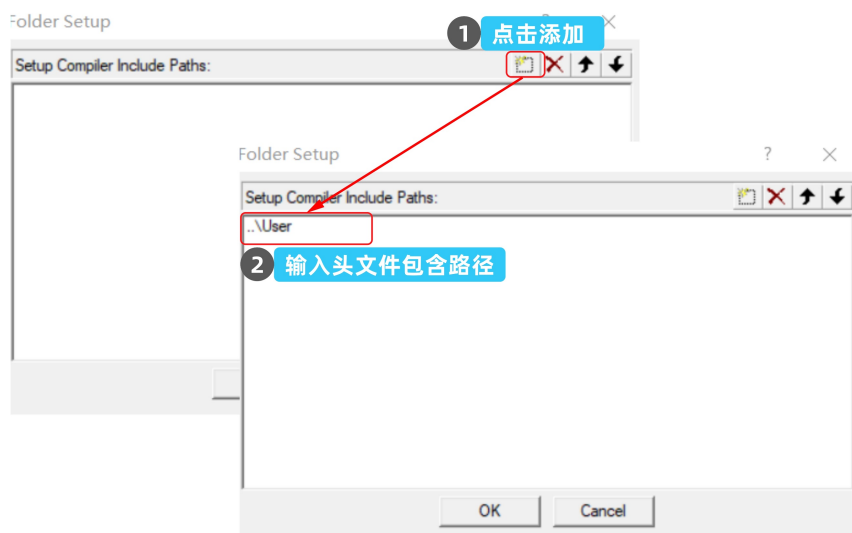 Folder Setup
1 点击添加
Setup Compiler Include Paths:
Folder Setup
?
Setup Compiler Include Paths:
..\User
2 输入头文件包含路径
OK
Cancel